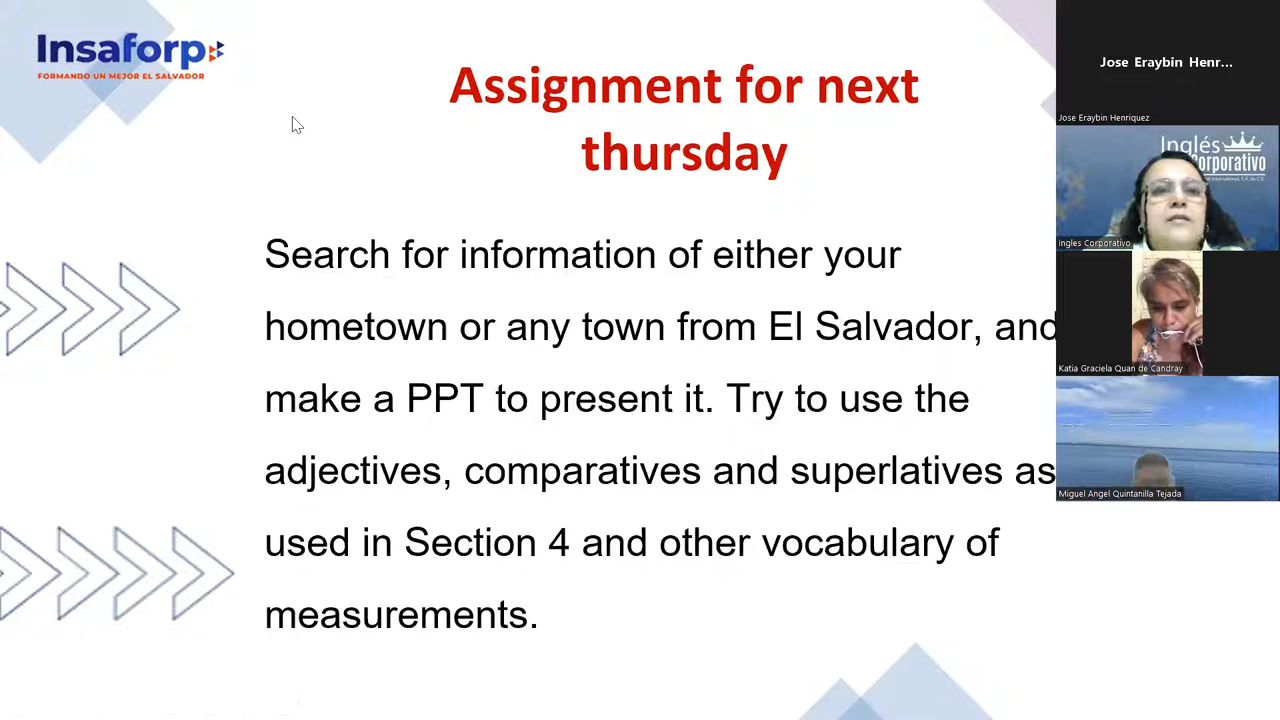 Insaforp
FORMANDO UN MEJOR EL SALVADOR
Assignment for next
thursday
Search for information of either your
hometown or any town from El Salvador, and
make a PPT to present it. Try to use the
adjectives, comparatives and superlatives as
used in Section 4 and other vocabulary of
measurements.
Jose Eraybin Henr...
Jose Eraybin Henriquez
Inglés
Corporativo
Ingles Corporativo
Katia Graciela Quan de Candray
Miguel Angel Quintanilla Tejada